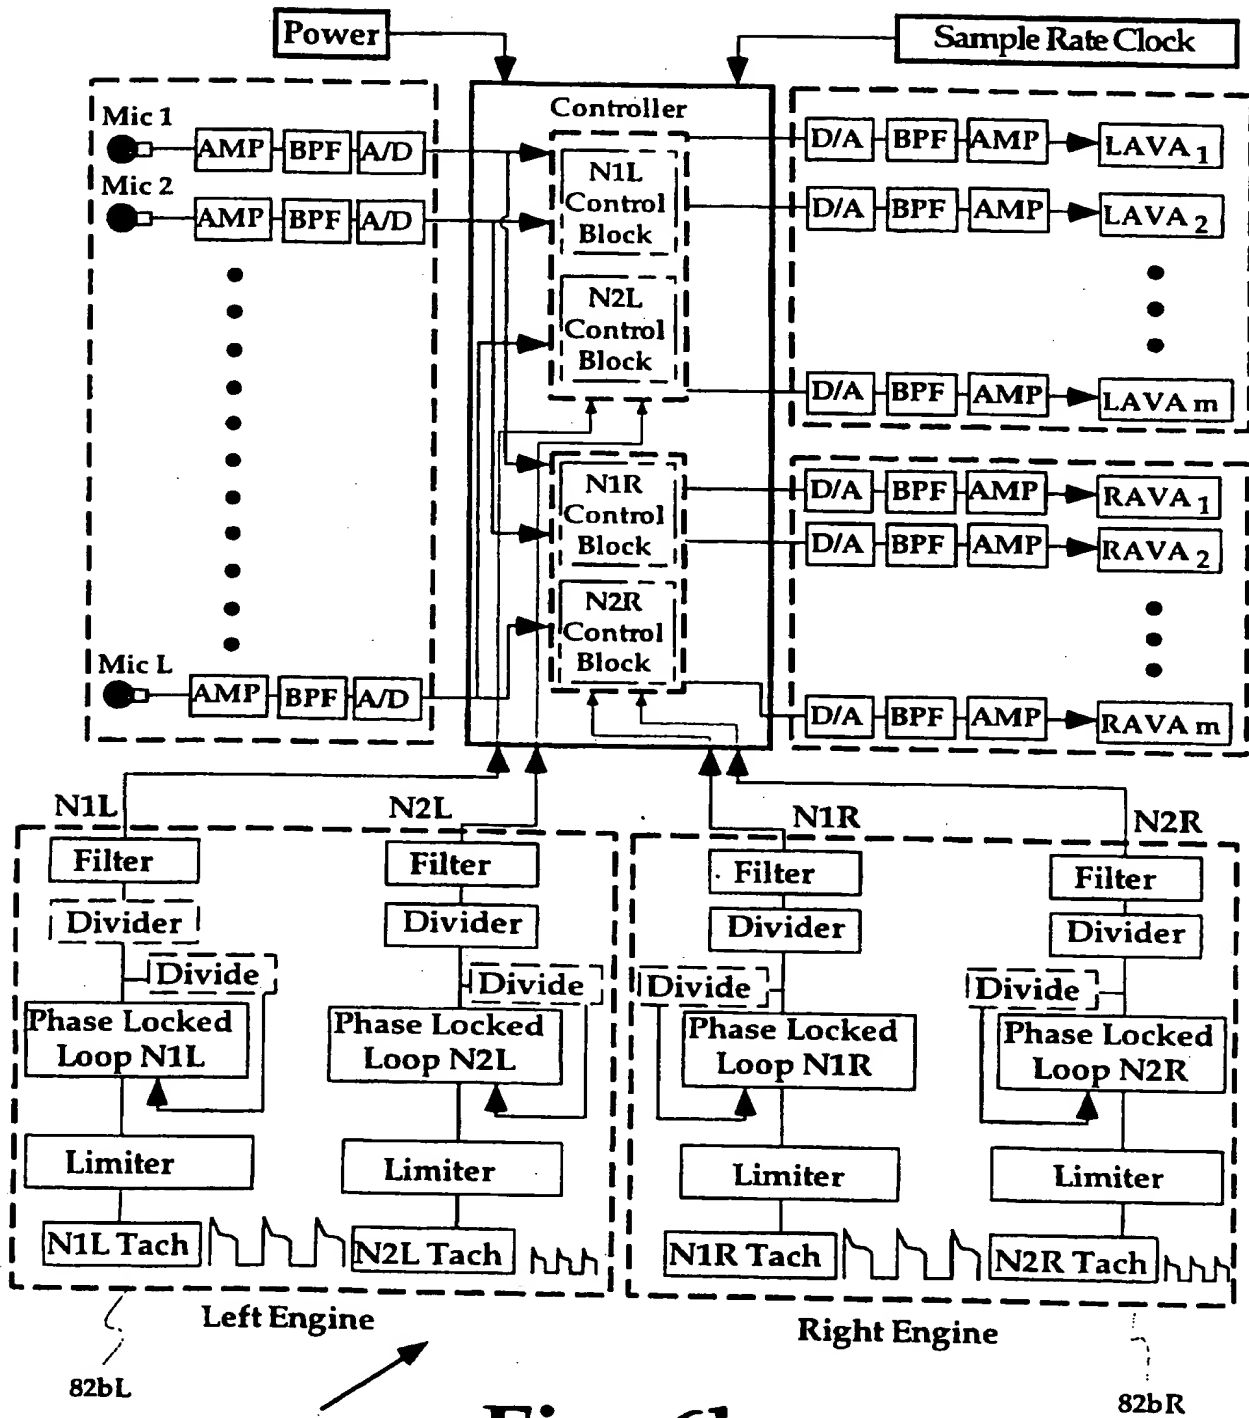 Power
Sample Rate Clock
Controller
Mic 1
AMP BPF A/D
Mic 2
AMP BPF A/D
Mic L
AMP BPF A/D
N1L
Control
Block
N2L
Control
Block
N1R
Control
Block
N2R
Control
Block
D/A BPF AMP LAVA 1
D/A BPF AMP LAVA 2
D/A BPF AMP LAVA m
D/A BPF AMP RAVA 1
D/A BPF AMP RAVA 2
D/A BPF AMP RAVA m
N1L
Filter
Divider
Divide
Phase Locked
Loop N1L
Limiter
N1L Tach
N2L
Filter
Divider
Divide
Phase Locked
Loop N2L
Limiter
N2L Tach
Left Engine
82bL
N1R
Filter
Divider
Divide
Phase Locked
Loop N1R
Limiter
N1R Tach
N2R
Filter
Divider
Divide
Phase Locked
Loop N2R
Limiter
N2R Tach
Right Engine
82bR